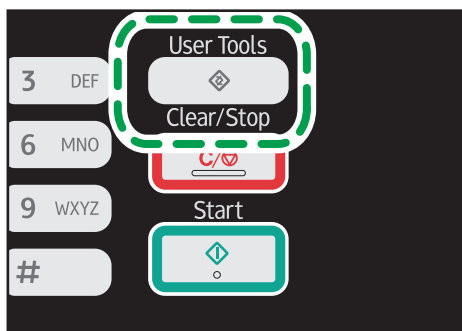 User Tools
3 DEF
Clear/Stop
6 MNO
C/
9 WXYZ
Start
#